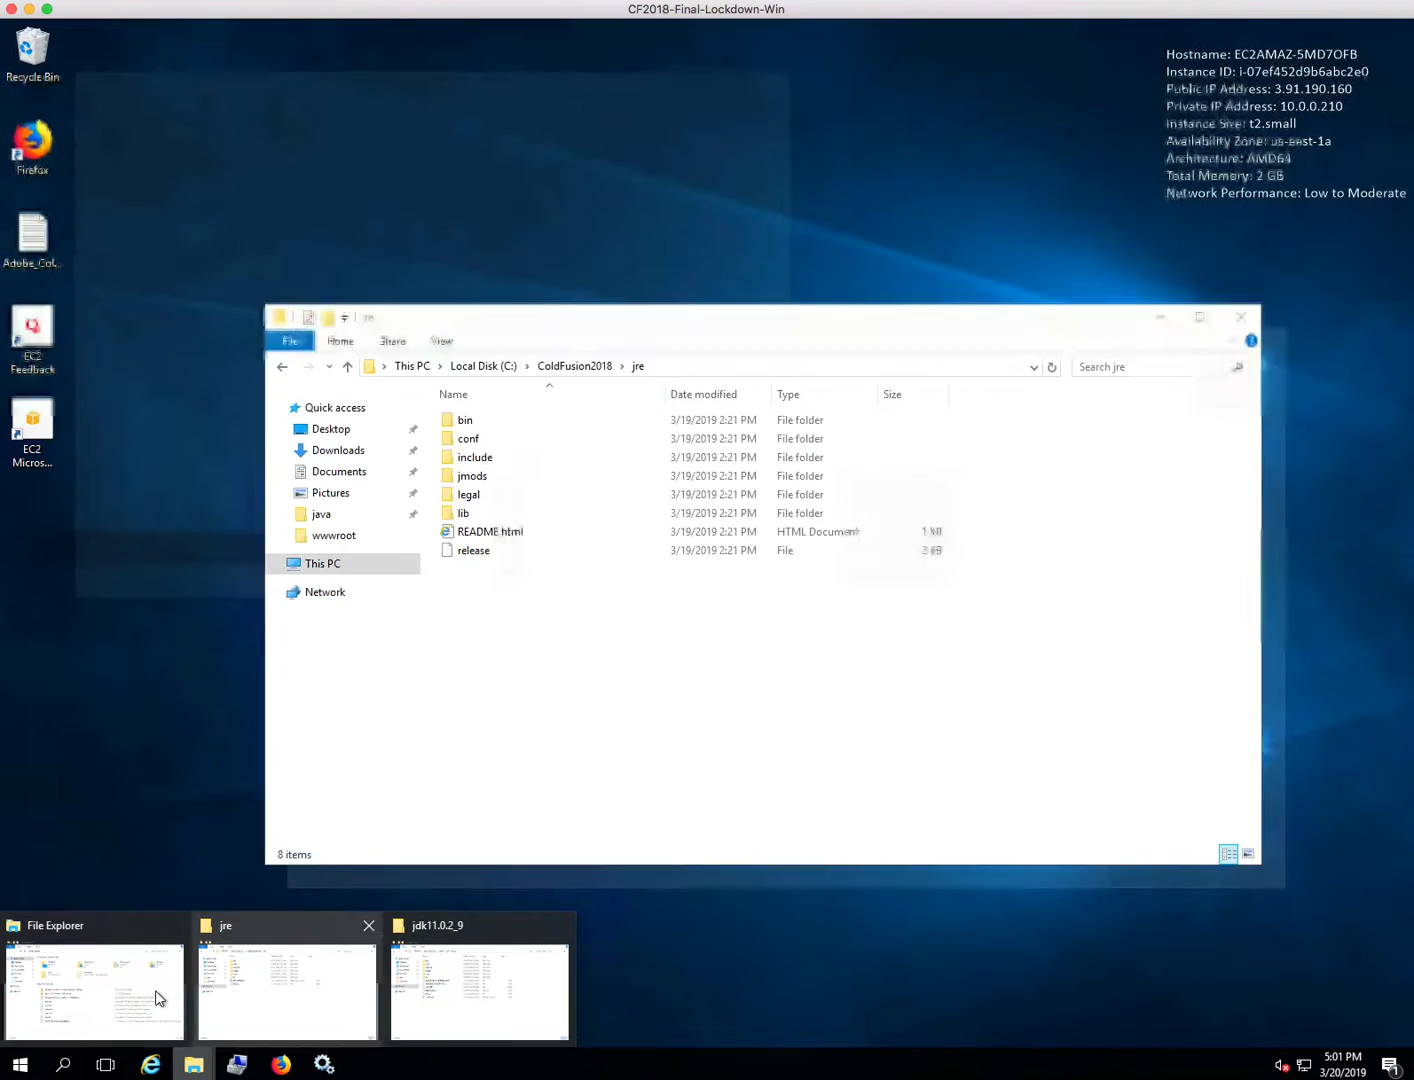 CF2018-Final-Lockdown-Win
Recycle Bin
Firefox
Adobe_Col...
EC2
Feedback
EC2
Micros...
Hostname: EC2AMAZ-5MD7OFB
Instance ID: i-07ef452d9b6abc2e0
Public IP Address: 3.91.190.160
Private IP Address: 10.0.0.210
Instance Size: t2.small
Availability Zone: us-east-1a
Architecture: AMD64
Total Memory: 2 GB
Network Performance: Low to Moderate
jre
File Home Share View
This PC Local Disk (C:) ColdFusion2018 jre
Search jre
Name Date modified Type Size
Quick access
Desktop
Downloads
Documents
Pictures
java
wwwroot
This PC
Network
bin 3/19/2019 2:21 PM File folder
conf 3/19/2019 2:21 PM File folder
include 3/19/2019 2:21 PM File folder
jmods 3/19/2019 2:21 PM File folder
legal 3/19/2019 2:21 PM File folder
lib 3/19/2019 2:21 PM File folder
README.html 3/19/2019 2:21 PM HTML Document 1 KB
release 3/19/2019 2:21 PM File 2 KB
8 items
File Explorer
jre
jdk11.0.2_9
5:01 PM
3/20/2019
1